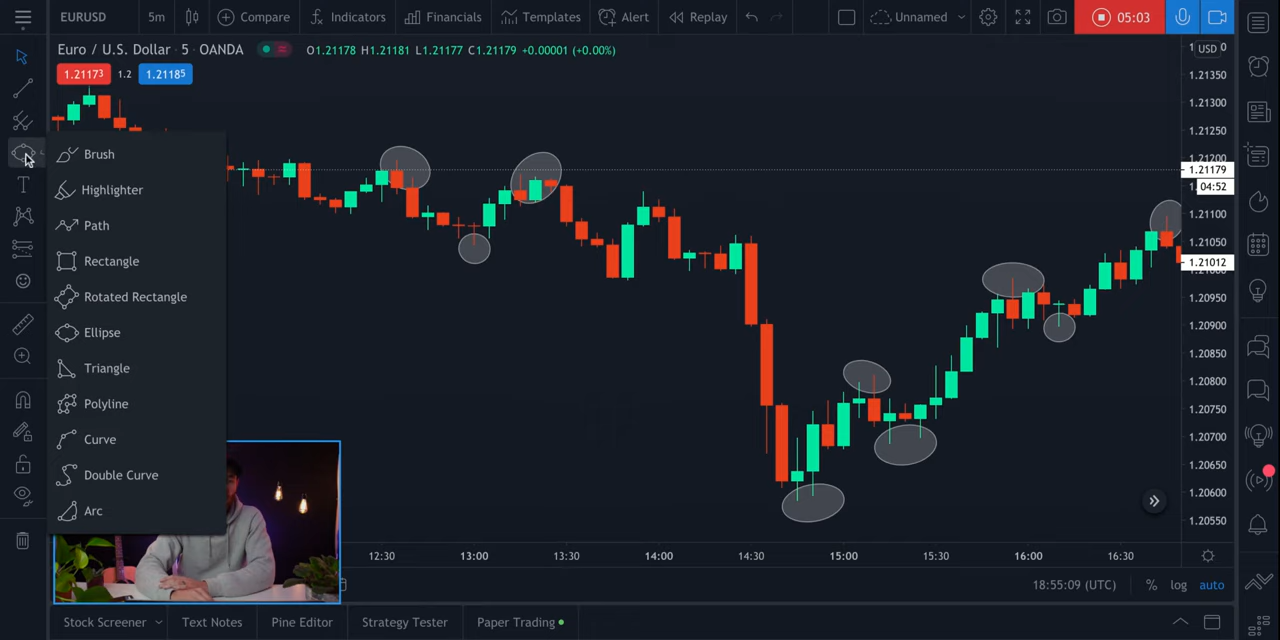 EURUSD 5m Compare Indicators Financials Templates Alert Replay Unnamed 05:03
Euro / U.S. Dollar · 5 · OANDA O1.21178 H1.21181 L1.21177 C1.21179 +0.00001 (+0.00%)
USD
1.21173 1.2 1.21185
1.21350
1.21300
1.21250
1.21200
1.21179
04:52
1.21100
1.21050
1.21012
1.20950
1.20900
1.20850
1.20800
1.20750
1.20700
1.20650
1.20600
1.20550
Brush
Highlighter
Path
Rectangle
Rotated Rectangle
Ellipse
Triangle
Polyline
Curve
Double Curve
Arc
12:30 13:00 13:30 14:00 14:30 15:00 15:30 16:00 16:30
18:55:09 (UTC) % log auto
Stock Screener Text Notes Pine Editor Strategy Tester Paper Trading